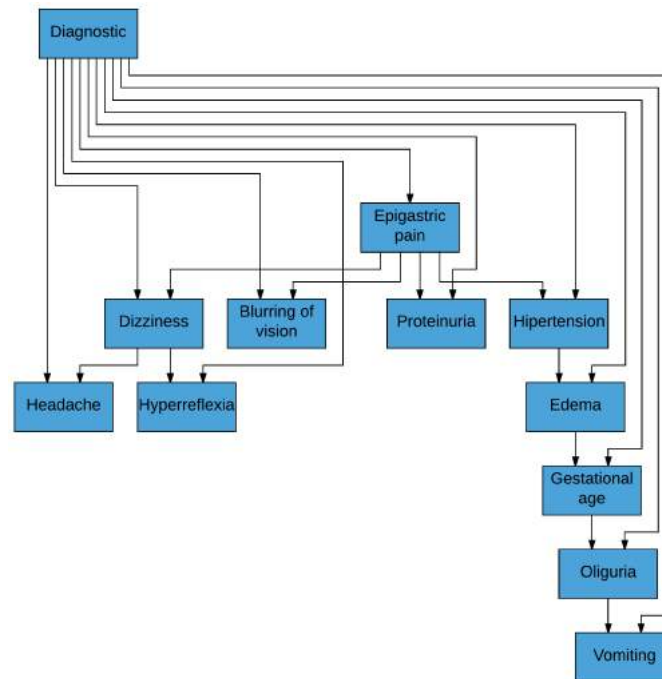 Diagnostic
Epigastric
pain
Dizziness
Blurring of
vision
Proteinuria
Hipertension
Headache
Hyperreflexia
Edema
Gestational
age
Oliguria
Vomiting